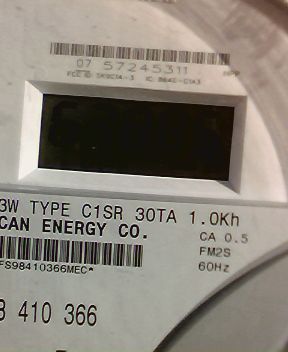 07 57245311
3W TYPE C1SR 30TA 1.0Kh
CAN ENERGY CO. CA 0.5
FM2S
FS98410366MEC* 60Hz
8 410 366